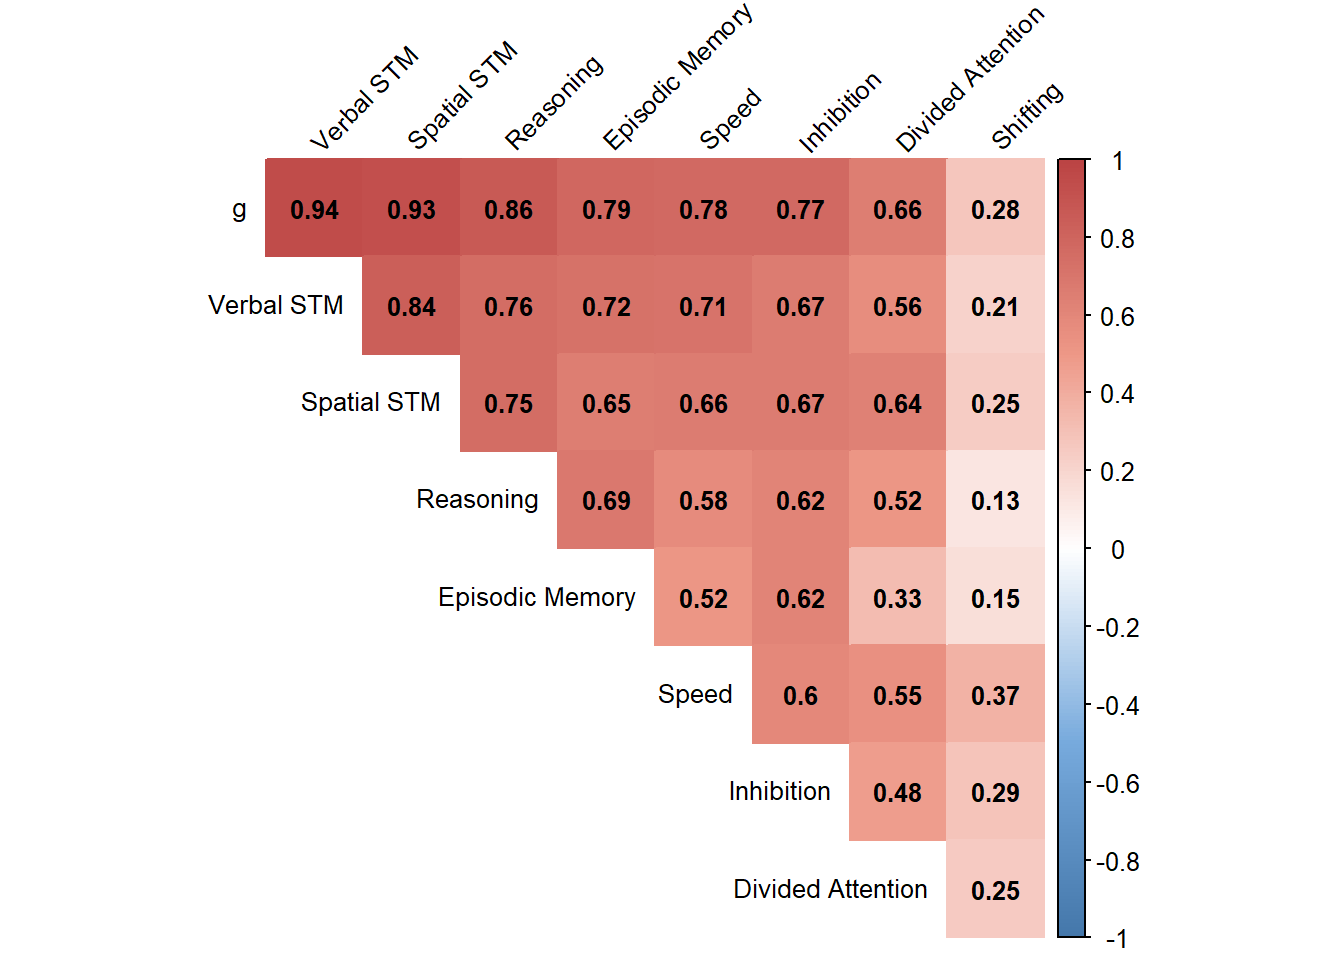 Verbal STM
Spatial STM
Reasoning
Episodic Memory
Speed
Inhibition
Divided Attention
Shifting
g 0.94 0.93 0.86 0.79 0.78 0.77 0.66 0.28
Verbal STM 0.84 0.76 0.72 0.71 0.67 0.56 0.21
Spatial STM 0.75 0.65 0.66 0.67 0.64 0.25
Reasoning 0.69 0.58 0.62 0.52 0.13
Episodic Memory 0.52 0.62 0.33 0.15
Speed 0.6 0.55 0.37
Inhibition 0.48 0.29
Divided Attention 0.25
1
0.8
0.6
0.4
0.2
0
-0.2
-0.4
-0.6
-0.8
-1